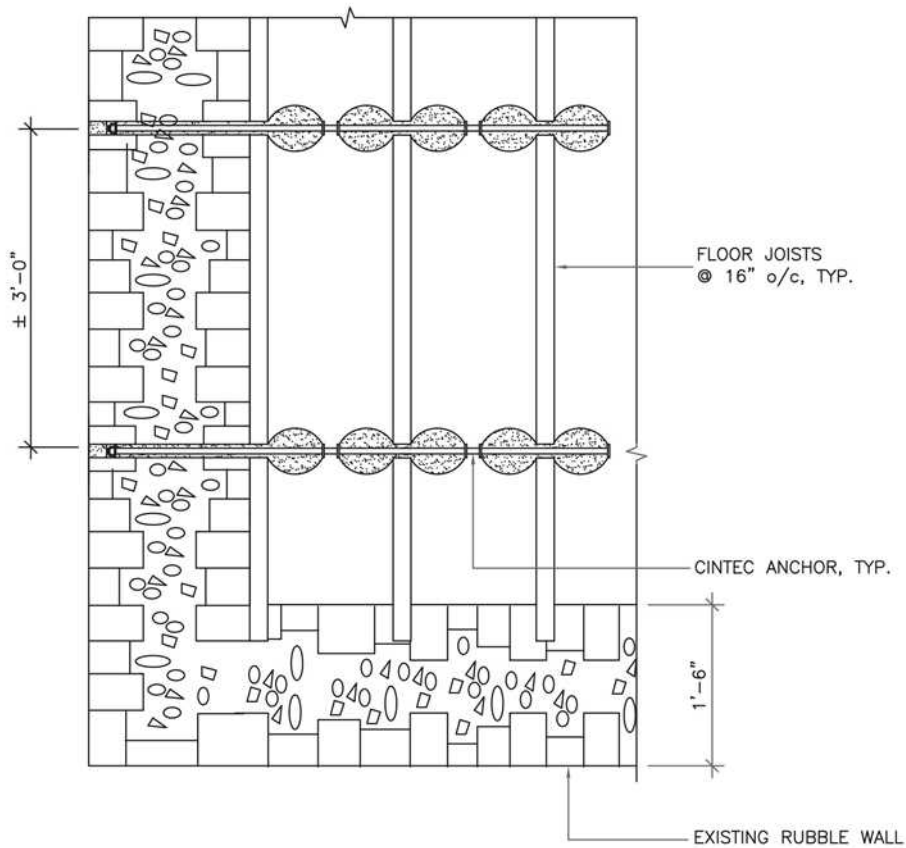 ± 3'-0"
FLOOR JOISTS
@ 16" o/c, TYP.
CINTEC ANCHOR, TYP.
1'-6"
EXISTING RUBBLE WALL